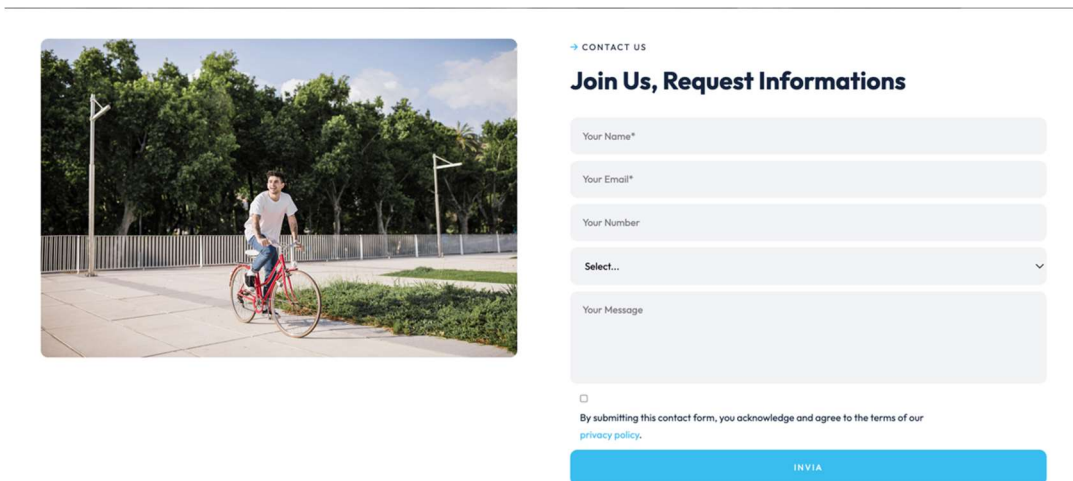 → CONTACT US
Join Us, Request Informations
Your Name*
Your Email*
Your Number
Select...
Your Message
By submitting this contact form, you acknowledge and agree to the terms of our
privacy policy.
INVIA